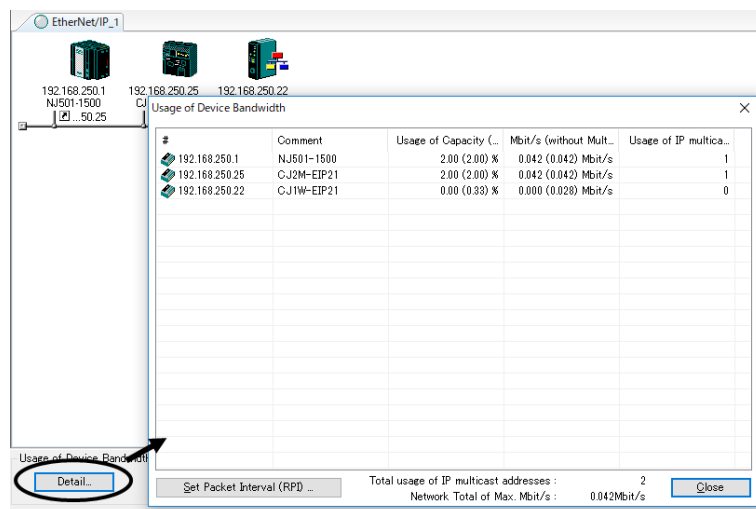 EtherNet/IP_1
192.168.250.1 192.168.250.25 192.168.250.22
NJ501-1500 CJ
...50.25
Usage of Device Bandwidth
# Comment Usage of Capacity (... Mbit/s (without Mult... Usage of IP multica...
192.168.250.1 NJ501-1500 2.00 (2.00) % 0.042 (0.042) Mbit/s 1
192.168.250.25 CJ2M-EIP21 2.00 (2.00) % 0.042 (0.042) Mbit/s 1
192.168.250.22 CJ1W-EIP21 0.00 (0.33) % 0.000 (0.028) Mbit/s 0
Usage of Device Bandwidth
Detail...
Set Packet Interval (RPI) ...
Total usage of IP multicast addresses : 2
Network Total of Max. Mbit/s : 0.042Mbit/s
Close